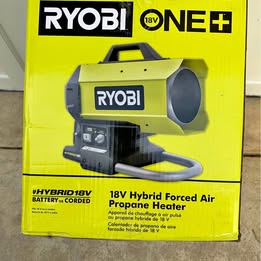 RYOBI 18V ONE+
RYOBI
#HYBRID18V
BATTERY OR CORDED
18V Hybrid Forced Air
Propane Heater
Appareil de chauffage à air pulsé
au propane hybride de 18 V
Calentador de propano de aire
forzado híbrido de 18 V